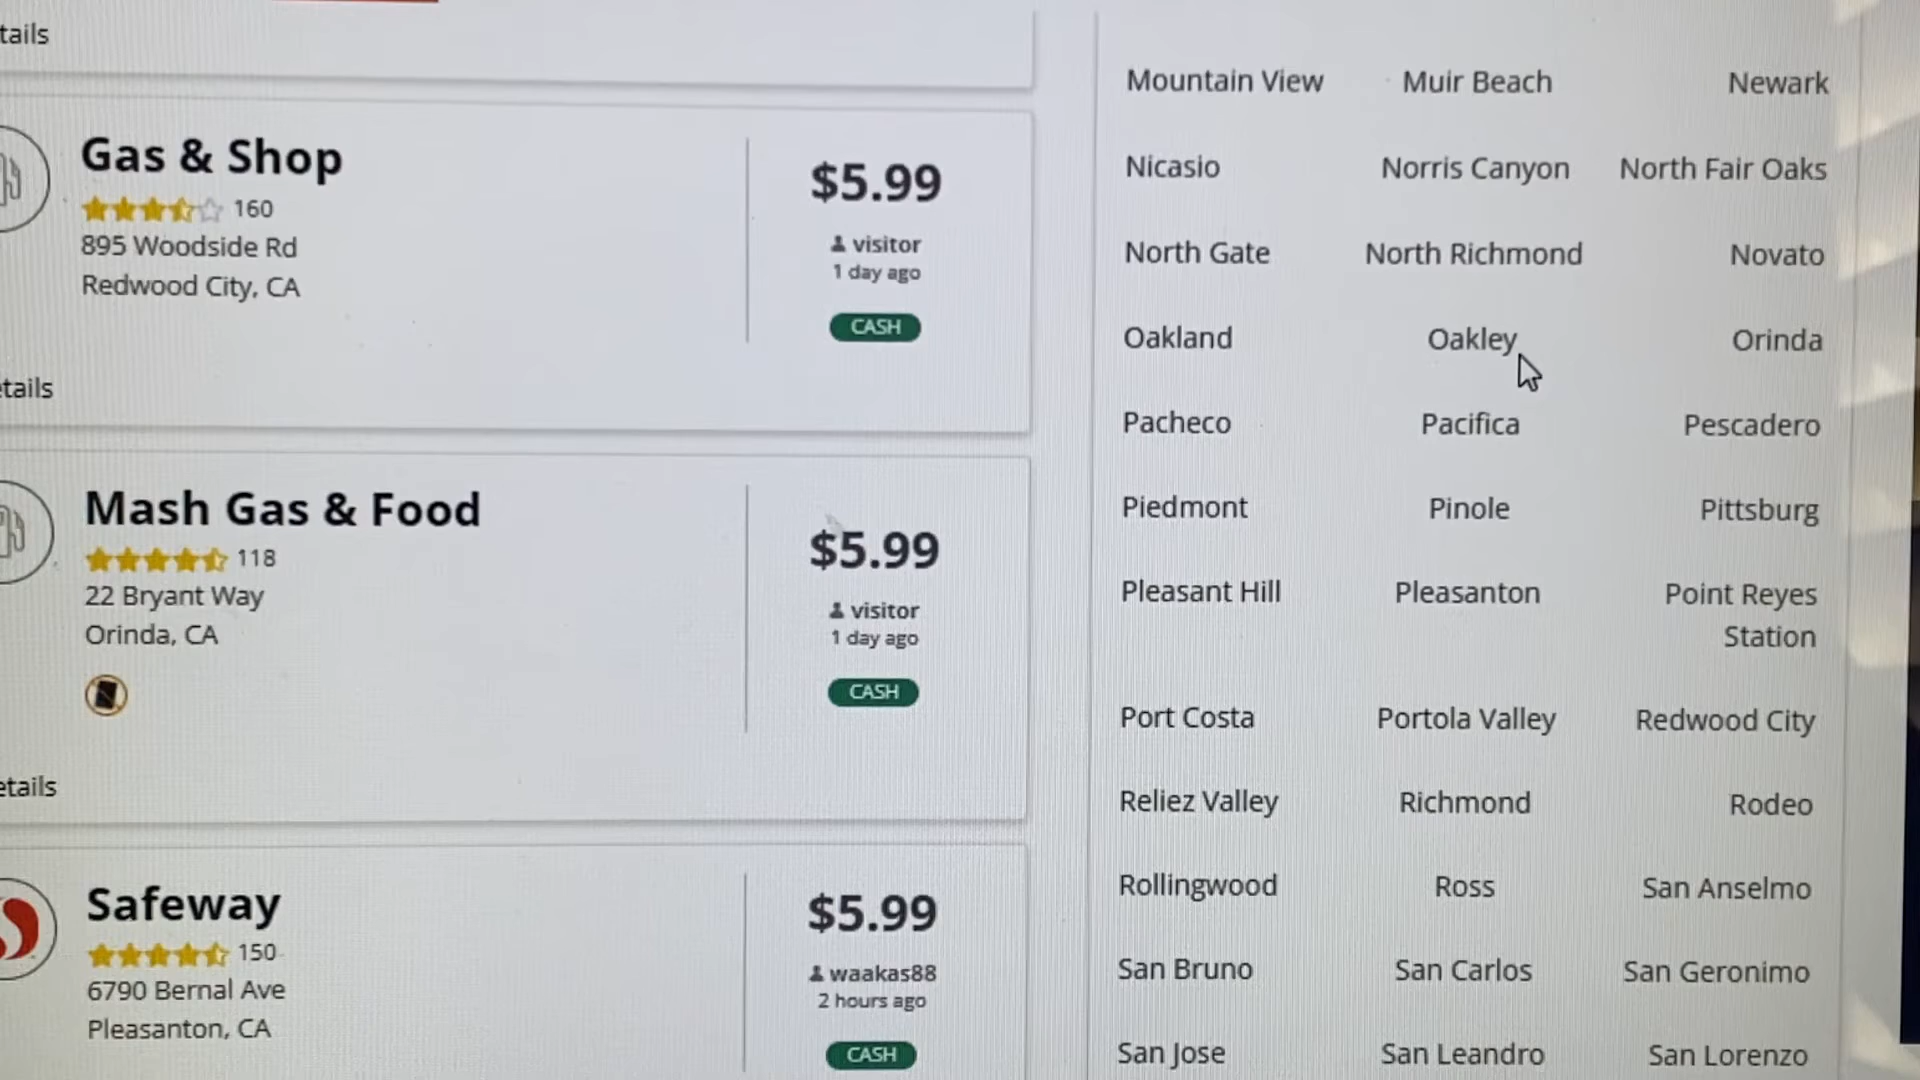 tails
Gas & Shop
160
895 Woodside Rd
Redwood City, CA
$5.99
visitor
1 day ago
CASH
etails
Mash Gas & Food
118
22 Bryant Way
Orinda, CA
$5.99
visitor
1 day ago
CASH
etails
Safeway
150
6790 Bernal Ave
Pleasanton, CA
$5.99
waakas88
2 hours ago
CASH
Mountain View Muir Beach Newark
Nicasio Norris Canyon North Fair Oaks
North Gate North Richmond Novato
Oakland Oakley Orinda
Pacheco Pacifica Pescadero
Piedmont Pinole Pittsburg
Pleasant Hill Pleasanton Point Reyes
Station
Port Costa Portola Valley Redwood City
Reliez Valley Richmond Rodeo
Rollingwood Ross San Anselmo
San Bruno San Carlos San Geronimo
San Jose San Leandro San Lorenzo